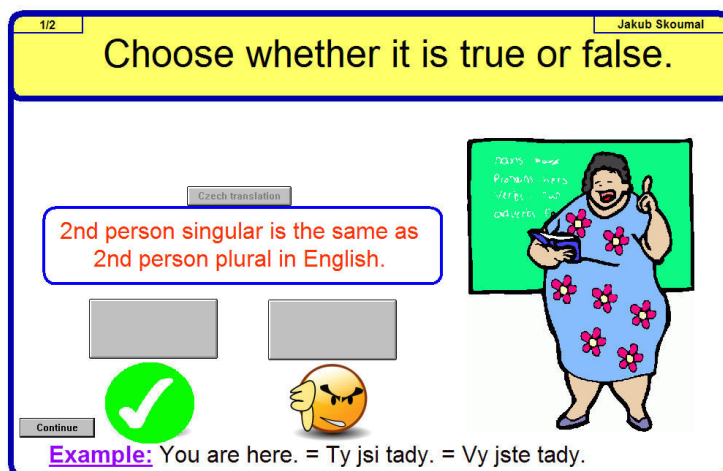 1/2
Jakub Skoumal
Choose whether it is true or false.
Czech translation
2nd person singular is the same as
2nd person plural in English.
Continue
Example: You are here. = Ty jsi tady. = Vy jste tady.